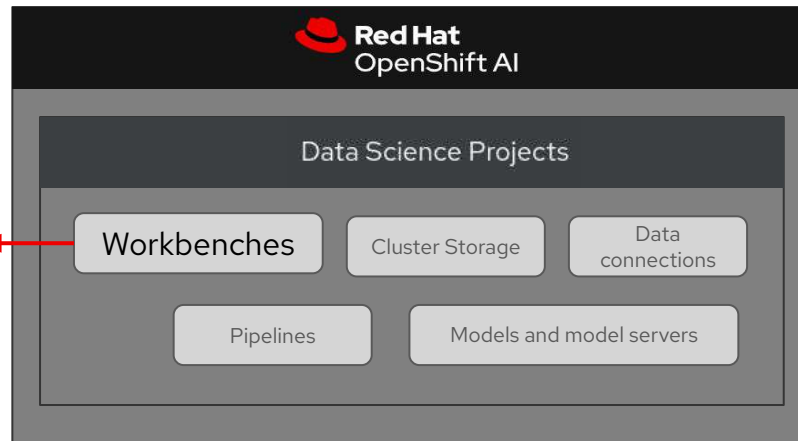 Red Hat
OpenShift AI
Data Science Projects
Workbenches
Cluster Storage
Data
connections
Pipelines
Models and model servers